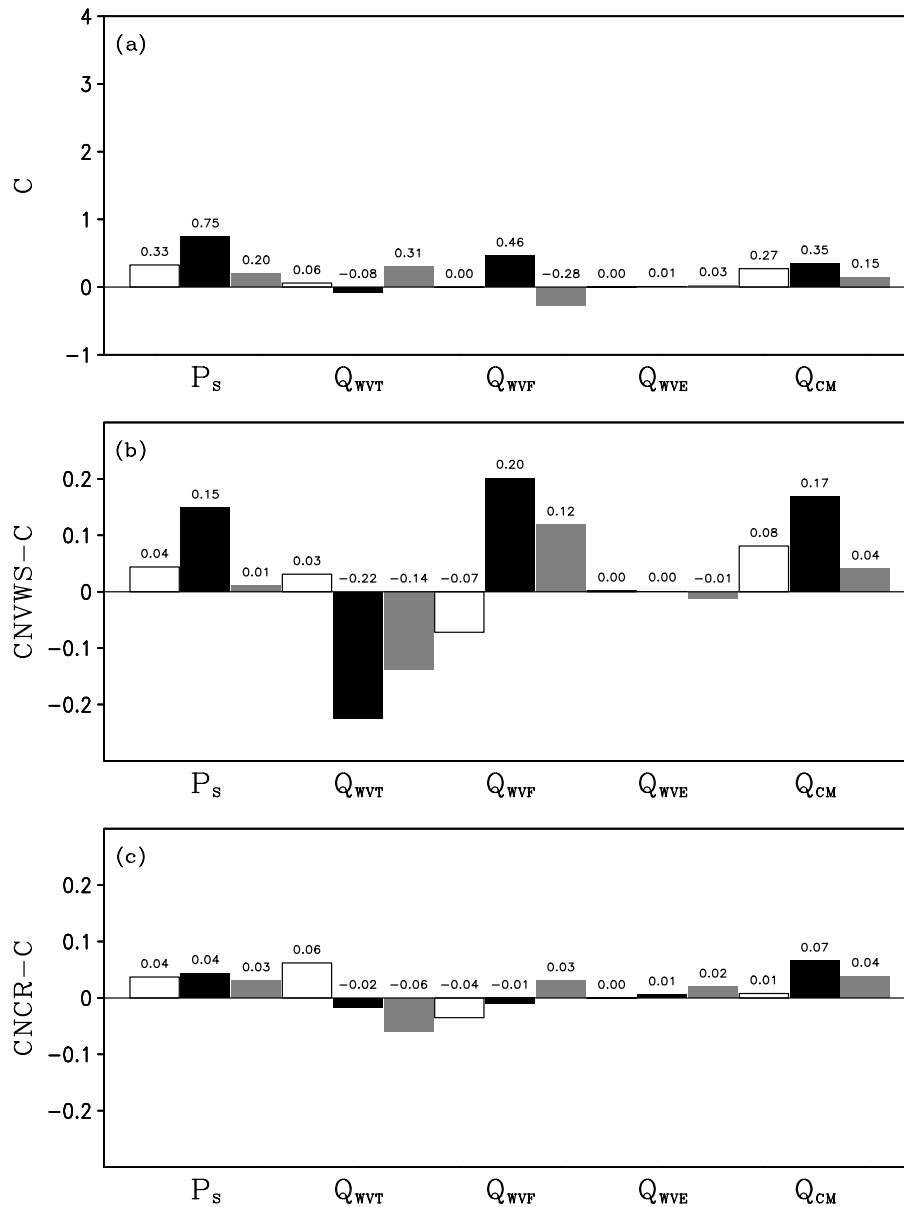 (a)
C
4
3
2
1
0
−1
0.33
0.75
0.20
0.06
−0.08
0.31
0.00
0.46
−0.28
0.00
0.01
0.03
0.27
0.35
0.15
P_S
Q_WVT
Q_WVF
Q_WVE
Q_CM
(b)
CNVWS−C
0.2
0.1
0
−0.1
−0.2
0.04
0.15
0.01
0.03
−0.22
−0.14
−0.07
0.20
0.12
0.00
0.00
−0.01
0.08
0.17
0.04
P_S
Q_WVT
Q_WVF
Q_WVE
Q_CM
(c)
CNCR−C
0.2
0.1
0
−0.1
−0.2
0.04
0.04
0.03
0.06
−0.02
−0.06
−0.04
−0.01
0.03
0.00
0.01
0.02
0.01
0.07
0.04
P_S
Q_WVT
Q_WVF
Q_WVE
Q_CM